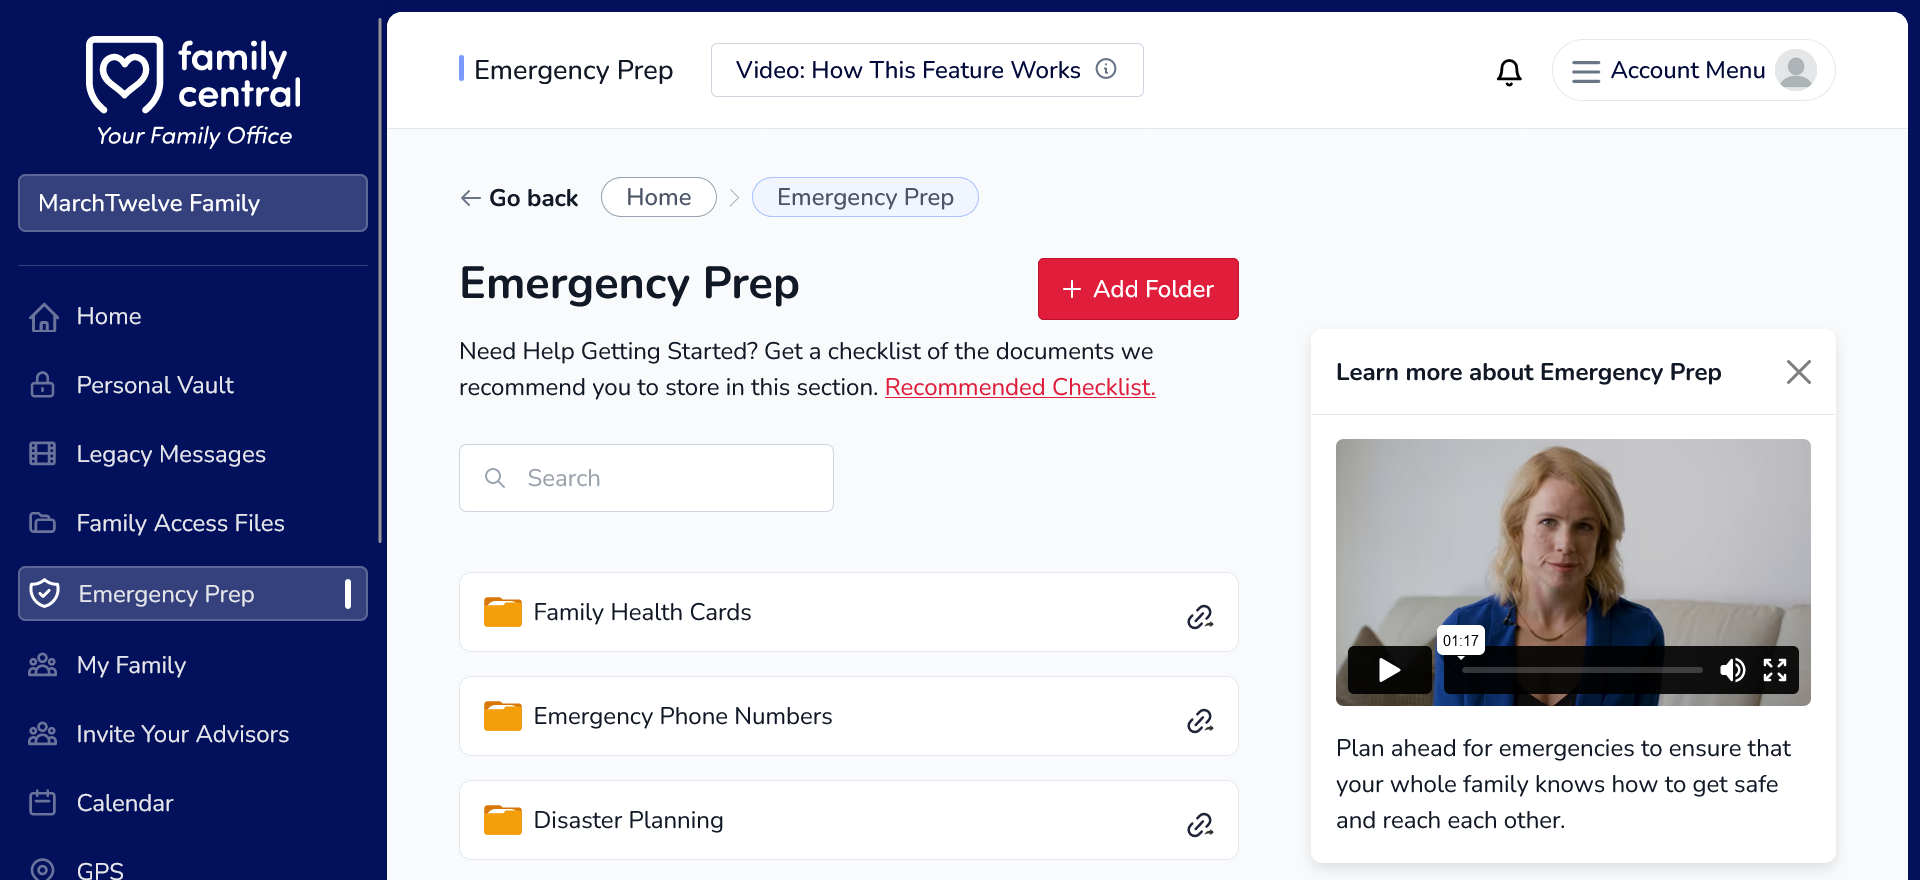 family
central
Your Family Office
MarchTwelve Family
Home
Personal Vault
Legacy Messages
Family Access Files
Emergency Prep
My Family
Invite Your Advisors
Calendar
GPS
Emergency Prep
Video: How This Feature Works
Account Menu
Go back
Home
Emergency Prep
Emergency Prep
Add Folder
Need Help Getting Started? Get a checklist of the documents we
recommend you to store in this section. Recommended Checklist.
Search
Family Health Cards
Emergency Phone Numbers
Disaster Planning
Learn more about Emergency Prep
01:17
Plan ahead for emergencies to ensure that
your whole family knows how to get safe
and reach each other.